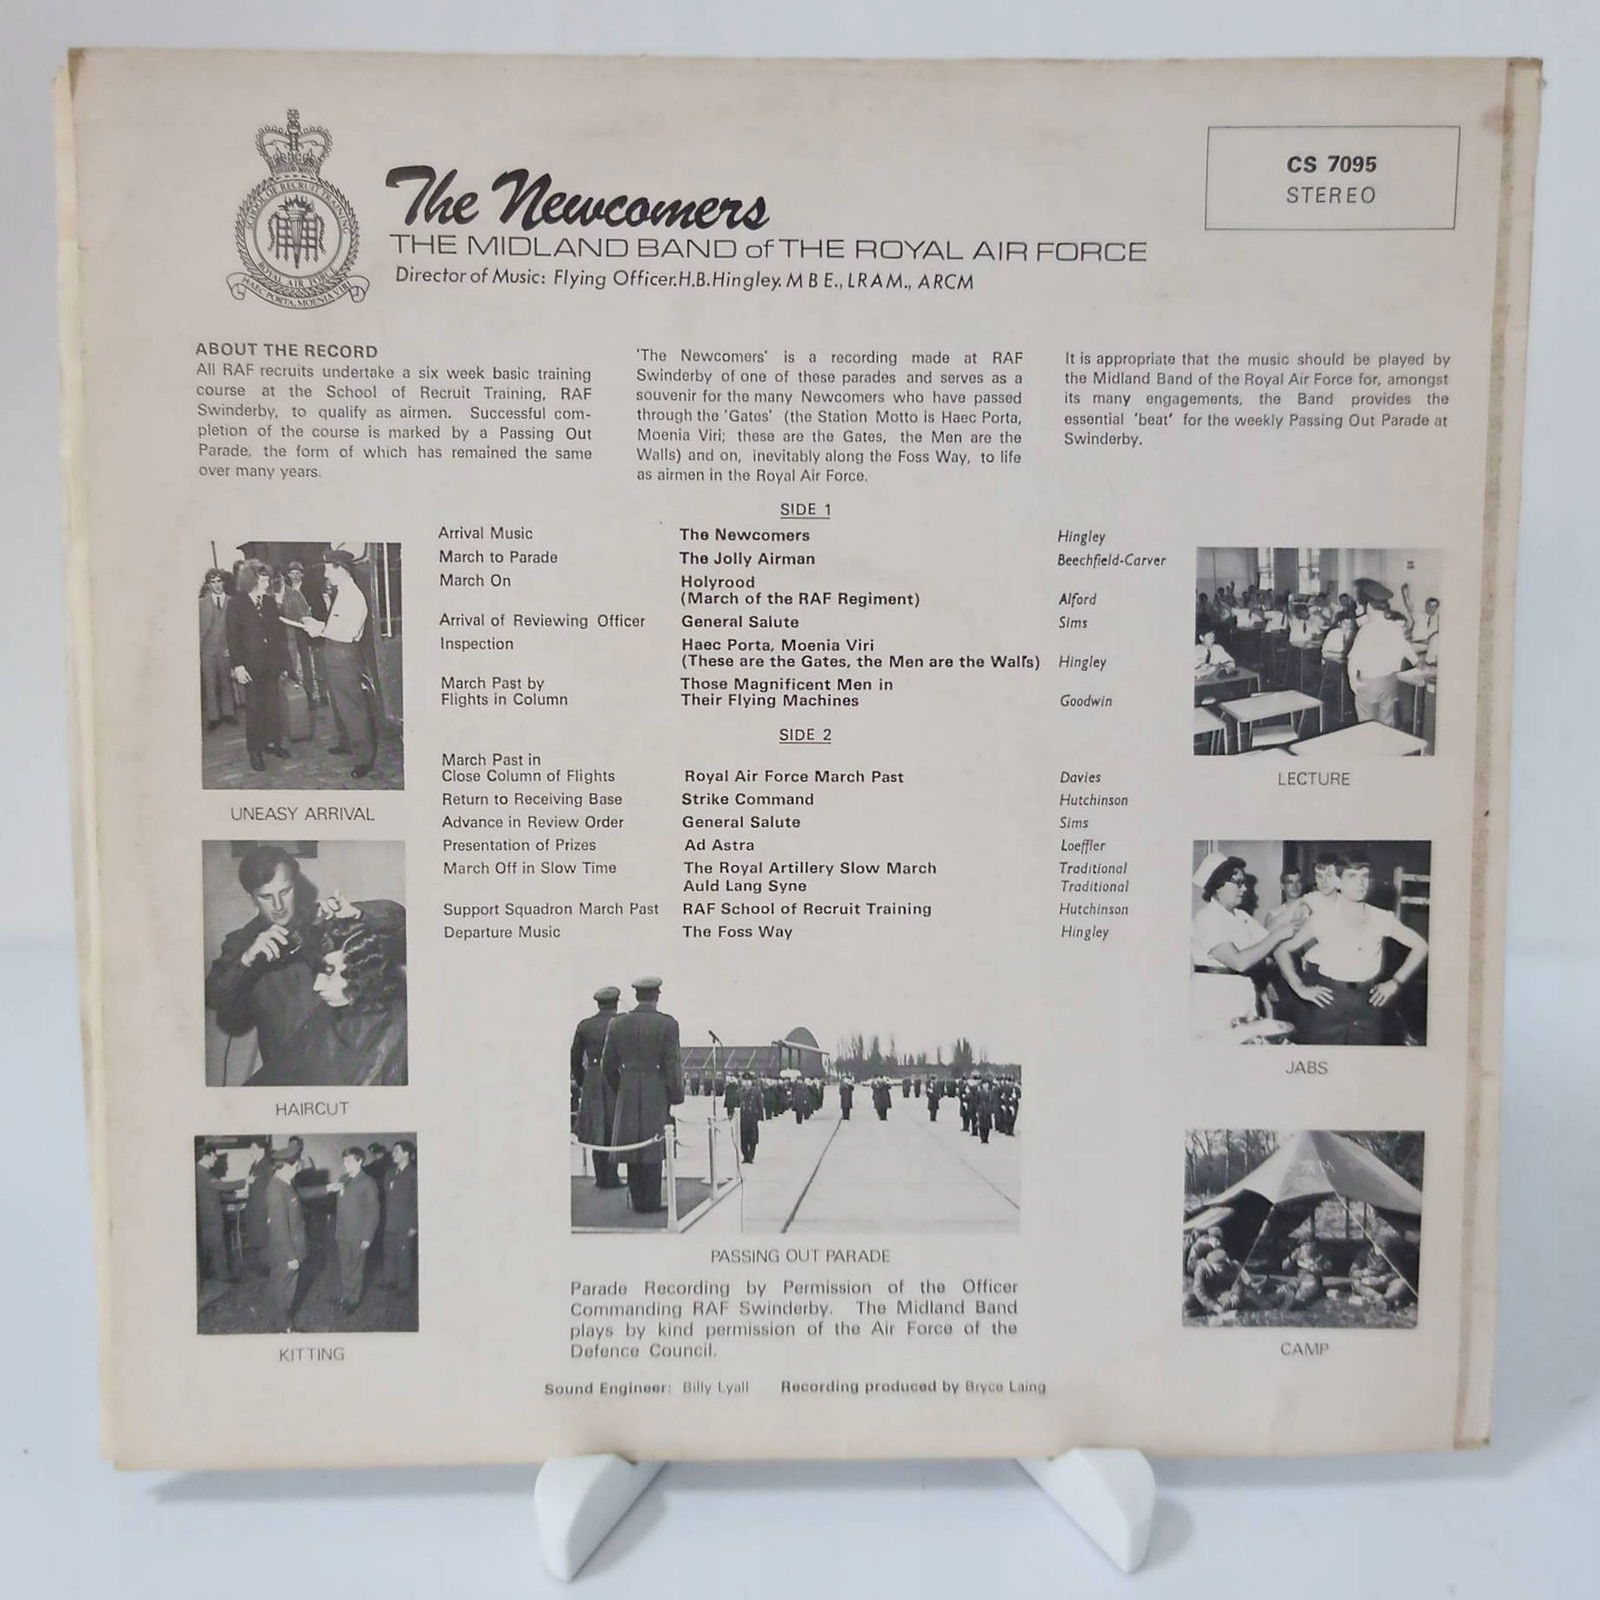 SCHOOL OF RECRUIT TRAINING
ROYAL AIR FORCE
HAEC PORTA, MOENIA VIRI
The Newcomers
THE MIDLAND BAND of THE ROYAL AIR FORCE
Director of Music: Flying Officer.H.B.Hingley. M B E., LRAM., ARCM
CS 7095
STEREO
ABOUT THE RECORD
All RAF recruits undertake a six week basic training
course at the School of Recruit Training, RAF
Swinderby, to qualify as airmen. Successful com-
pletion of the course is marked by a Passing Out
Parade, the form of which has remained the same
over many years.
'The Newcomers' is a recording made at RAF
Swinderby of one of these parades and serves as a
souvenir for the many Newcomers who have passed
through the 'Gates' (the Station Motto is Haec Porta,
Moenia Viri; these are the Gates, the Men are the
Walls) and on, inevitably along the Foss Way, to life
as airmen in the Royal Air Force.
It is appropriate that the music should be played by
the Midland Band of the Royal Air Force for, amongst
its many engagements, the Band provides the
essential 'beat' for the weekly Passing Out Parade at
Swinderby.
SIDE 1
Arrival Music The Newcomers Hingley
March to Parade The Jolly Airman Beechfield-Carver
March On Holyrood
(March of the RAF Regiment) Alford
Arrival of Reviewing Officer General Salute Sims
Inspection Haec Porta, Moenia Viri
(These are the Gates, the Men are the Walls) Hingley
March Past by Those Magnificent Men in
Flights in Column Their Flying Machines Goodwin
SIDE 2
March Past in
Close Column of Flights Royal Air Force March Past Davies
Return to Receiving Base Strike Command Hutchinson
Advance in Review Order General Salute Sims
Presentation of Prizes Ad Astra Loeffler
March Off in Slow Time The Royal Artillery Slow March Traditional
Auld Lang Syne Traditional
Support Squadron March Past RAF School of Recruit Training Hutchinson
Departure Music The Foss Way Hingley
UNEASY ARRIVAL
HAIRCUT
KITTING
LECTURE
JABS
CAMP
PASSING OUT PARADE
Parade Recording by Permission of the Officer
Commanding RAF Swinderby. The Midland Band
plays by kind permission of the Air Force of the
Defence Council.
Sound Engineer: Billy Lyall Recording produced by Bryce Laing